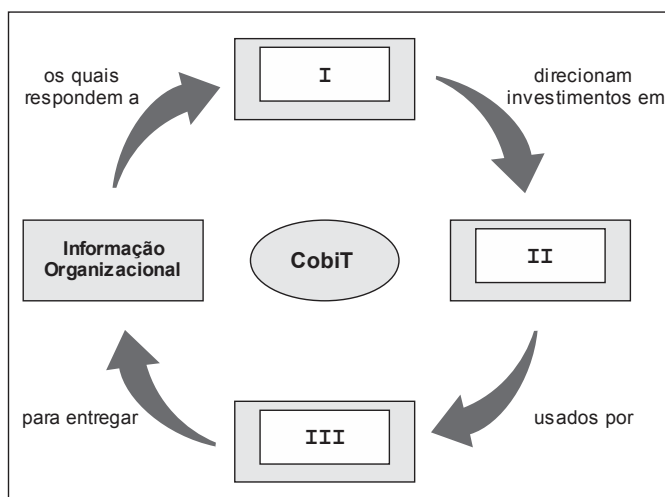 os quais
respondem a
I
direcionam
investimentos em
Informação
Organizacional
CobiT
II
para entregar
III
usados por